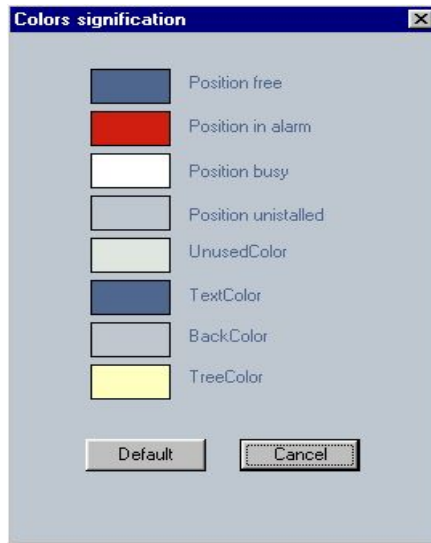 Colors signification
Position free
Position in alarm
Position busy
Position unistalled
UnusedColor
TextColor
BackColor
TreeColor
Default
Cancel